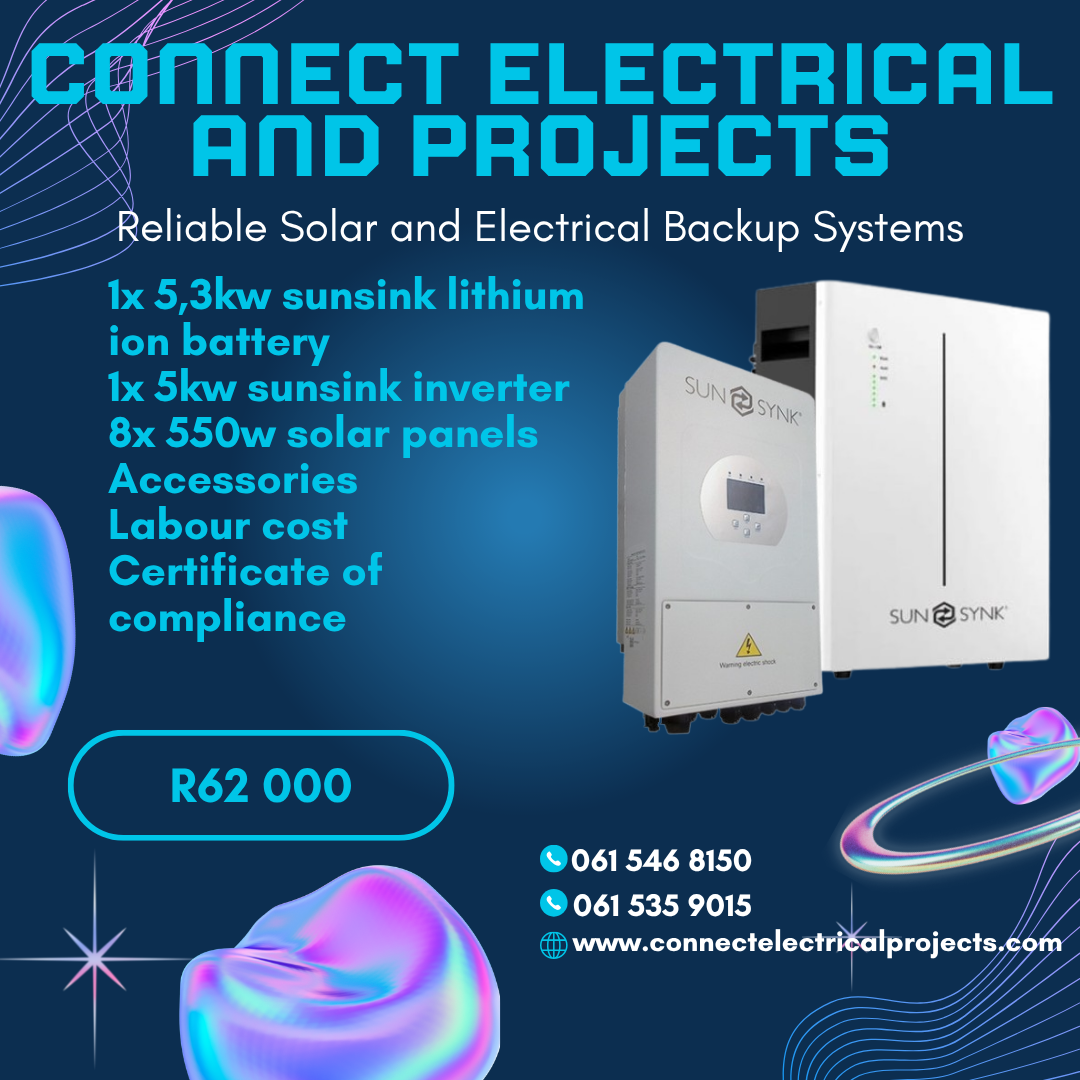 CONNECT ELECTRICAL
AND PROJECTS
Reliable Solar and Electrical Backup Systems
1x 5,3kw sunsink lithium
ion battery
1x 5kw sunsink inverter
8x 550w solar panels
Accessories
Labour cost
Certificate of
compliance
SUN SYNK®
Warning electric shock
SUN SYNK®
R62 000
061 546 8150
061 535 9015
www.connectelectricalprojects.com